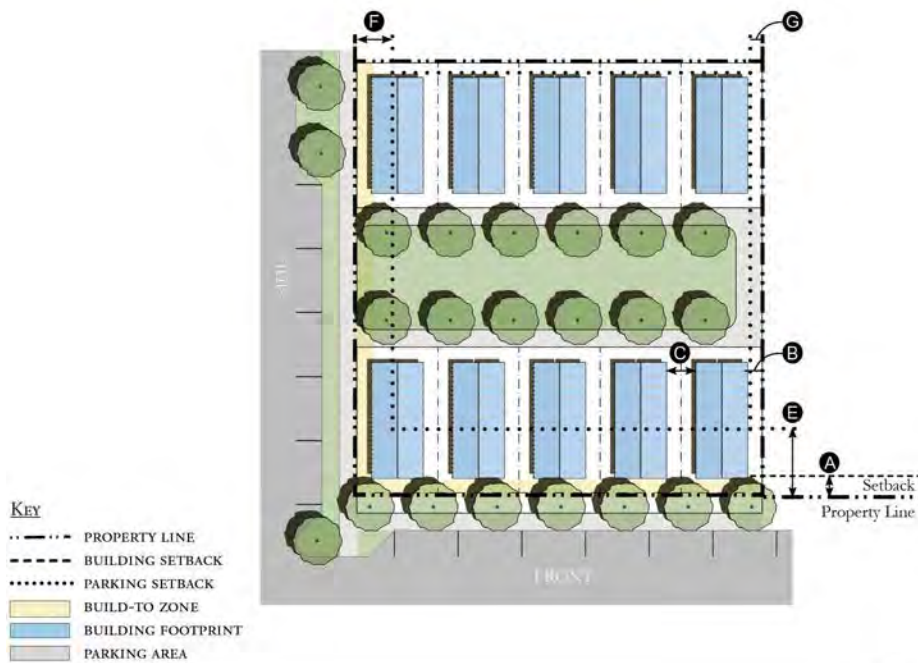 F
G
C
B
E
A
Setback
Property Line
FRONT
KEY
PROPERTY LINE
BUILDING SETBACK
PARKING SETBACK
BUILD-TO ZONE
BUILDING FOOTPRINT
PARKING AREA